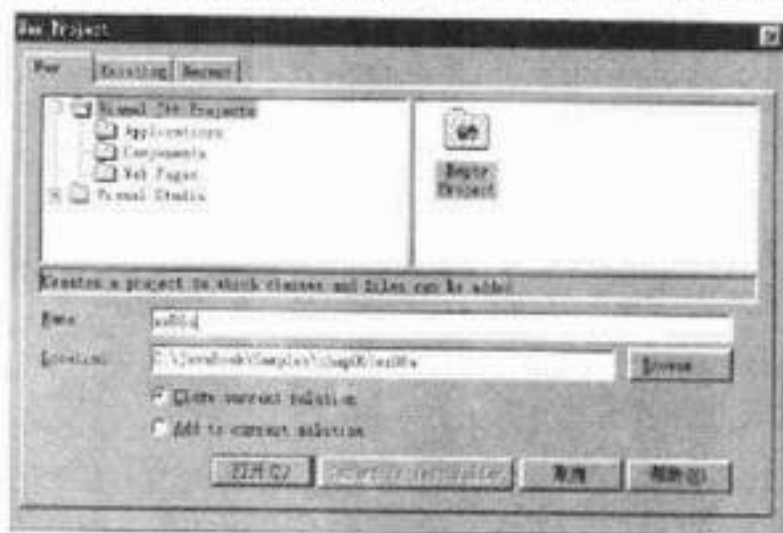 New Project
New Existing Recent
Visual J++ Projects
Applications
Components
Web Pages
Visual Studio
Empty
Project
Creates a project to which classes and files can be added
Name
Location:
Browse
Close current solution
Add to current solution
打开(O)
取消
帮助(H)